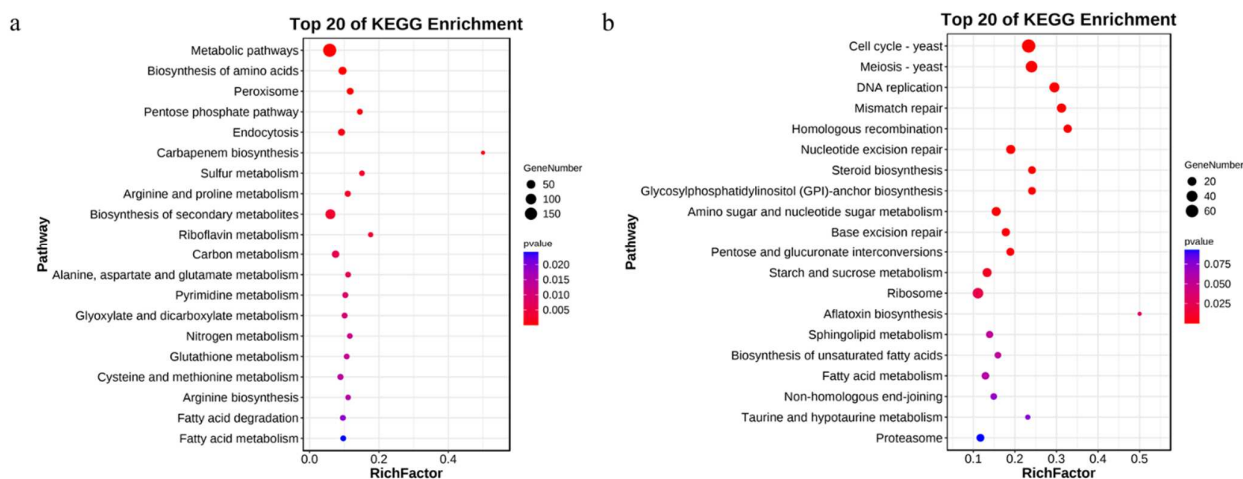 a
Top 20 of KEGG Enrichment
Metabolic pathways
Biosynthesis of amino acids
Peroxisome
Pentose phosphate pathway
Endocytosis
Carbapenem biosynthesis
Sulfur metabolism
Arginine and proline metabolism
Biosynthesis of secondary metabolites
Riboflavin metabolism
Carbon metabolism
Alanine, aspartate and glutamate metabolism
Pyrimidine metabolism
Glyoxylate and dicarboxylate metabolism
Nitrogen metabolism
Glutathione metabolism
Cysteine and methionine metabolism
Arginine biosynthesis
Fatty acid degradation
Fatty acid metabolism
Pathway
0.0 0.2 0.4
RichFactor
GeneNumber
50
100
150
pvalue
0.020
0.015
0.010
0.005
b
Top 20 of KEGG Enrichment
Cell cycle - yeast
Meiosis - yeast
DNA replication
Mismatch repair
Homologous recombination
Nucleotide excision repair
Steroid biosynthesis
Glycosylphosphatidylinositol (GPI)-anchor biosynthesis
Amino sugar and nucleotide sugar metabolism
Base excision repair
Pentose and glucuronate interconversions
Starch and sucrose metabolism
Ribosome
Aflatoxin biosynthesis
Sphingolipid metabolism
Biosynthesis of unsaturated fatty acids
Fatty acid metabolism
Non-homologous end-joining
Taurine and hypotaurine metabolism
Proteasome
Pathway
0.1 0.2 0.3 0.4 0.5
RichFactor
GeneNumber
20
40
60
pvalue
0.075
0.050
0.025